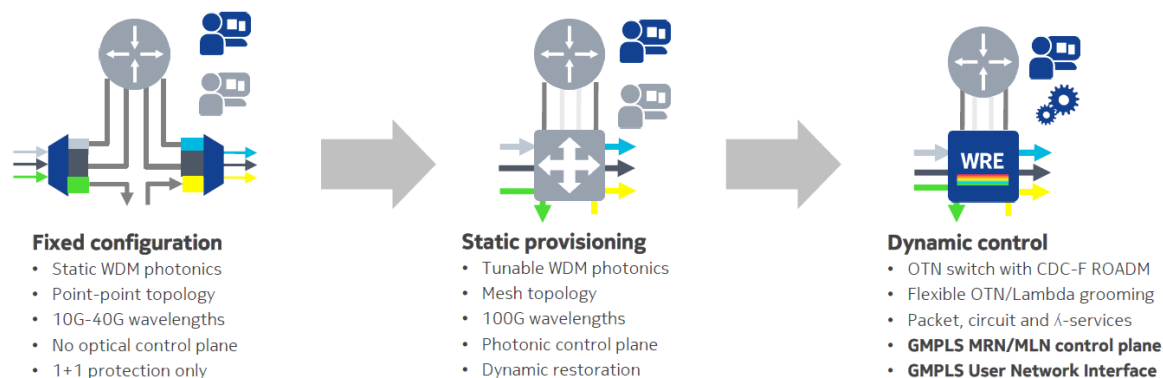 WRE
Fixed configuration
• Static WDM photonics
• Point-point topology
• 10G-40G wavelengths
• No optical control plane
• 1+1 protection only
Static provisioning
• Tunable WDM photonics
• Mesh topology
• 100G wavelengths
• Photonic control plane
• Dynamic restoration
Dynamic control
• OTN switch with CDC-F ROADM
• Flexible OTN/Lambda grooming
• Packet, circuit and ʎ-services
• GMPLS MRN/MLN control plane
• GMPLS User Network Interface